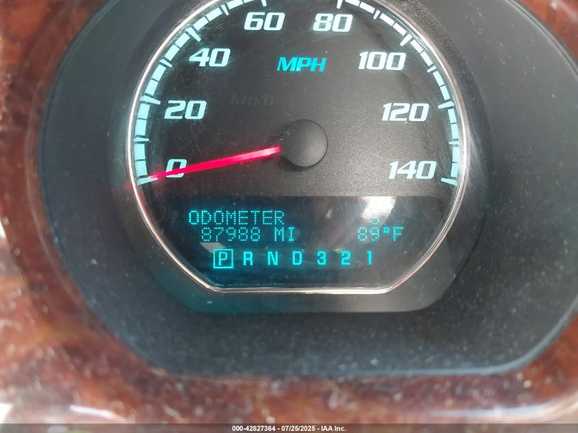 60 80
40 100
MPH
20 120
0 140
ODOMETER S
87988 MI 89°F
P R N D 3 2 1
000-42827364 - 07/25/2025 - IAA Inc.